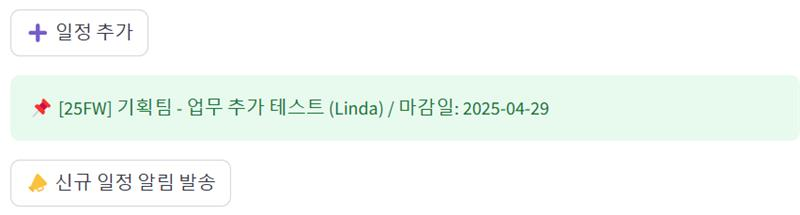 일정 추가
[25FW] 기획팀 - 업무 추가 테스트 (Linda) / 마감일: 2025-04-29
신규 일정 알림 발송